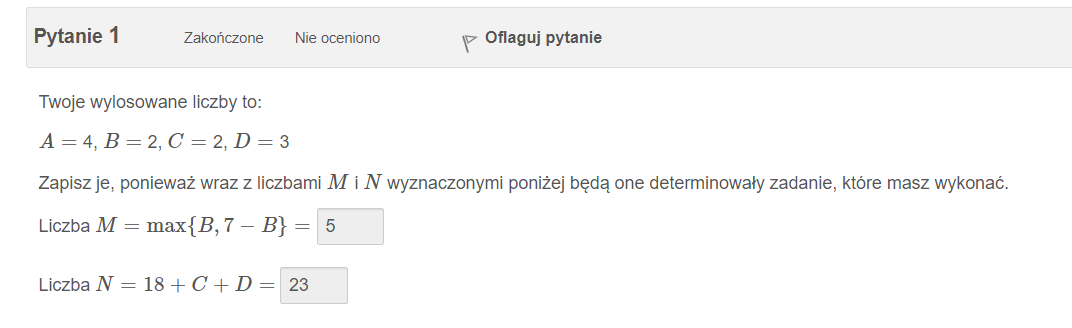 Pytanie 1 Zakończone Nie oceniono Oflaguj pytanie
Twoje wylosowane liczby to:
A = 4, B = 2, C = 2, D = 3
Zapisz je, ponieważ wraz z liczbami M i N wyznaczonymi poniżej będą one determinowały zadanie, które masz wykonać.
Liczba M = max{B, 7 − B} = 5
Liczba N = 18 + C + D = 23